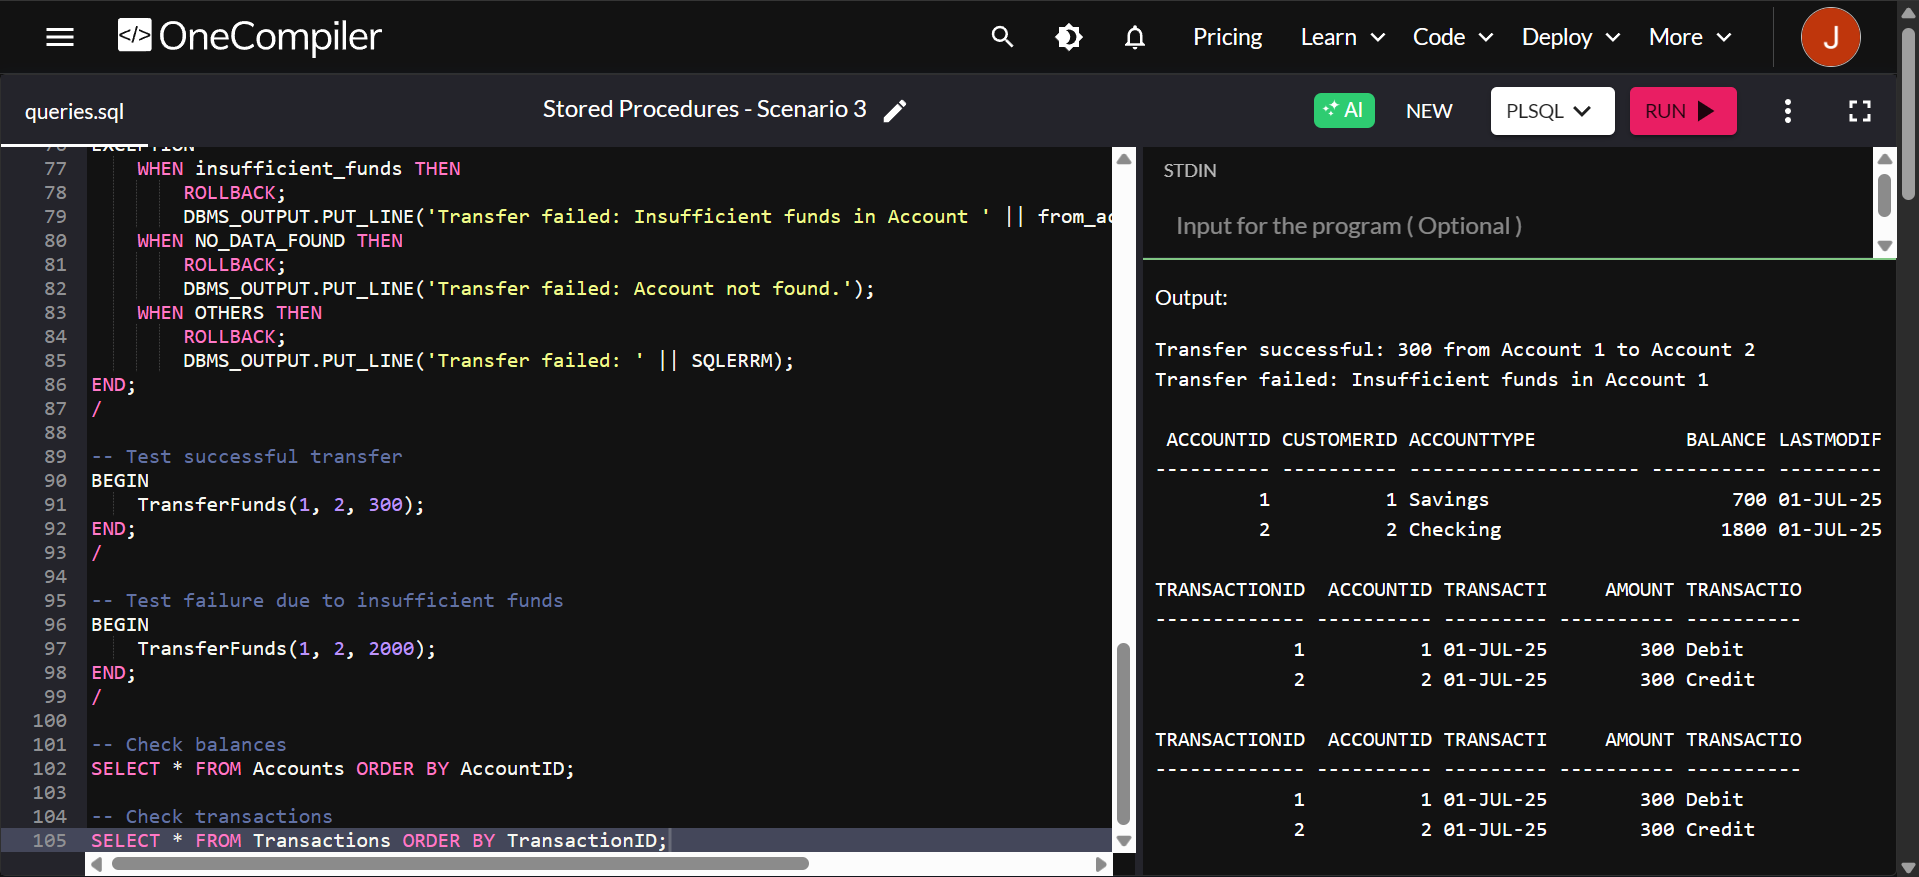 </> OneCompiler Pricing Learn Code Deploy More J
queries.sql Stored Procedures - Scenario 3 AI NEW PLSQL RUN
76 EXCEPTION
77 WHEN insufficient_funds THEN
78 ROLLBACK;
79 DBMS_OUTPUT.PUT_LINE('Transfer failed: Insufficient funds in Account ' || from_ac
80 WHEN NO_DATA_FOUND THEN
81 ROLLBACK;
82 DBMS_OUTPUT.PUT_LINE('Transfer failed: Account not found.');
83 WHEN OTHERS THEN
84 ROLLBACK;
85 DBMS_OUTPUT.PUT_LINE('Transfer failed: ' || SQLERRM);
86 END;
87 /
88
89 -- Test successful transfer
90 BEGIN
91 TransferFunds(1, 2, 300);
92 END;
93 /
94
95 -- Test failure due to insufficient funds
96 BEGIN
97 TransferFunds(1, 2, 2000);
98 END;
99 /
100
101 -- Check balances
102 SELECT * FROM Accounts ORDER BY AccountID;
103
104 -- Check transactions
105 SELECT * FROM Transactions ORDER BY TransactionID;
STDIN
Input for the program ( Optional )
Output:
Transfer successful: 300 from Account 1 to Account 2
Transfer failed: Insufficient funds in Account 1
ACCOUNTID CUSTOMERID ACCOUNTTYPE BALANCE LASTMODIF
---------- ---------- -------------------- ---------- ---------
1 1 Savings 700 01-JUL-25
2 2 Checking 1800 01-JUL-25
TRANSACTIONID ACCOUNTID TRANSACTI AMOUNT TRANSACTIO
------------- ---------- --------- ---------- ----------
1 1 01-JUL-25 300 Debit
2 2 01-JUL-25 300 Credit
TRANSACTIONID ACCOUNTID TRANSACTI AMOUNT TRANSACTIO
------------- ---------- --------- ---------- ----------
1 1 01-JUL-25 300 Debit
2 2 01-JUL-25 300 Credit